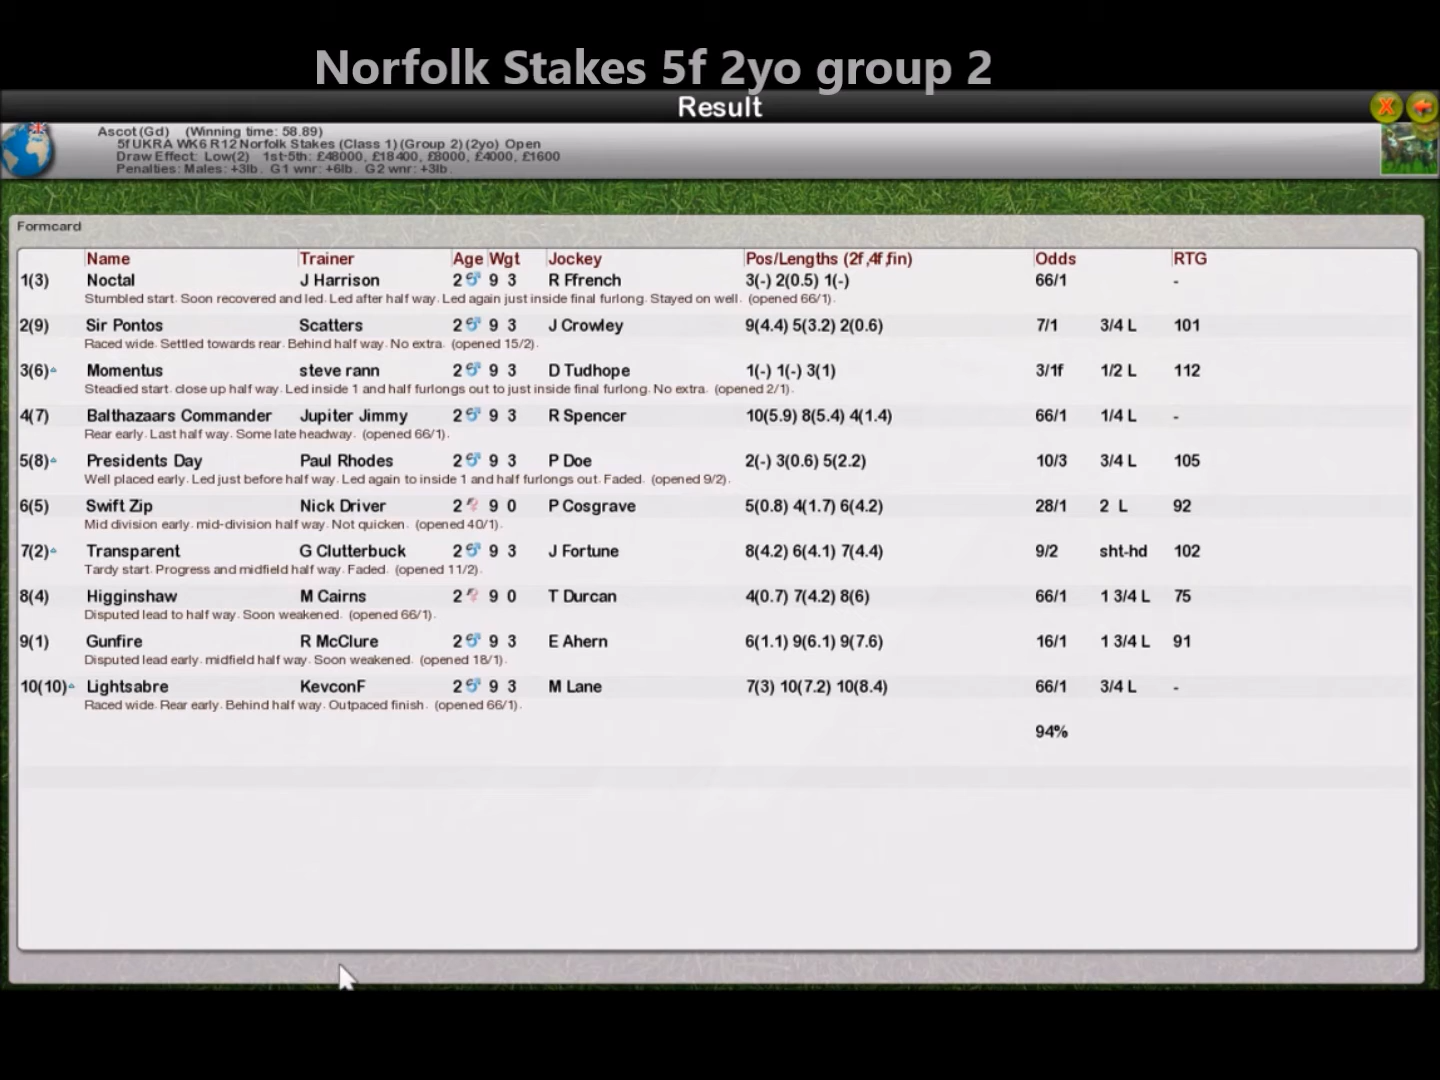 Norfolk Stakes 5f 2yo group 2
Result
Ascot (Gd) (Winning time: 58.89)
5f UKRA WK6 R12 Norfolk Stakes (Class 1) (Group 2) (2yo) Open
Draw Effect: Low(2) 1st-5th: £48000, £18400, £8000, £4000, £1600
Penalties: Males: +3lb. G1 wnr: +6lb. G2 wnr: +3lb.
Formcard
Name Trainer Age Wgt Jockey Pos/Lengths (2f,4f,fin) Odds RTG
1(3) Noctal J Harrison 2 9 3 R Ffrench 3(-) 2(0.5) 1(-) 66/1 -
Stumbled start. Soon recovered and led. Led after half way. Led again just inside final furlong. Stayed on well. (opened 66/1).
2(9) Sir Pontos Scatters 2 9 3 J Crowley 9(4.4) 5(3.2) 2(0.6) 7/1 3/4 L 101
Raced wide. Settled towards rear. Behind half way. No extra. (opened 15/2).
3(6) Momentus steve rann 2 9 3 D Tudhope 1(-) 1(-) 3(1) 3/1f 1/2 L 112
Steadied start. close up half way. Led inside 1 and half furlongs out to just inside final furlong. No extra. (opened 2/1).
4(7) Balthazaars Commander Jupiter Jimmy 2 9 3 R Spencer 10(5.9) 8(5.4) 4(1.4) 66/1 1/4 L -
Rear early. Last half way. Some late headway. (opened 66/1).
5(8) Presidents Day Paul Rhodes 2 9 3 P Doe 2(-) 3(0.6) 5(2.2) 10/3 3/4 L 105
Well placed early. Led just before half way. Led again to inside 1 and half furlongs out. Faded. (opened 9/2).
6(5) Swift Zip Nick Driver 2 9 0 P Cosgrave 5(0.8) 4(1.7) 6(4.2) 28/1 2 L 92
Mid division early. mid-division half way. Not quicken. (opened 40/1).
7(2) Transparent G Clutterbuck 2 9 3 J Fortune 8(4.2) 6(4.1) 7(4.4) 9/2 sht-hd 102
Tardy start. Progress and midfield half way. Faded. (opened 11/2).
8(4) Higginshaw M Cairns 2 9 0 T Durcan 4(0.7) 7(4.2) 8(6) 66/1 1 3/4 L 75
Disputed lead to half way. Soon weakened. (opened 66/1).
9(1) Gunfire R McClure 2 9 3 E Ahern 6(1.1) 9(6.1) 9(7.6) 16/1 1 3/4 L 91
Disputed lead early. midfield half way. Soon weakened. (opened 18/1).
10(10) Lightsabre KevconF 2 9 3 M Lane 7(3) 10(7.2) 10(8.4) 66/1 3/4 L -
Raced wide. Rear early. Behind half way. Outpaced finish. (opened 66/1).
94%